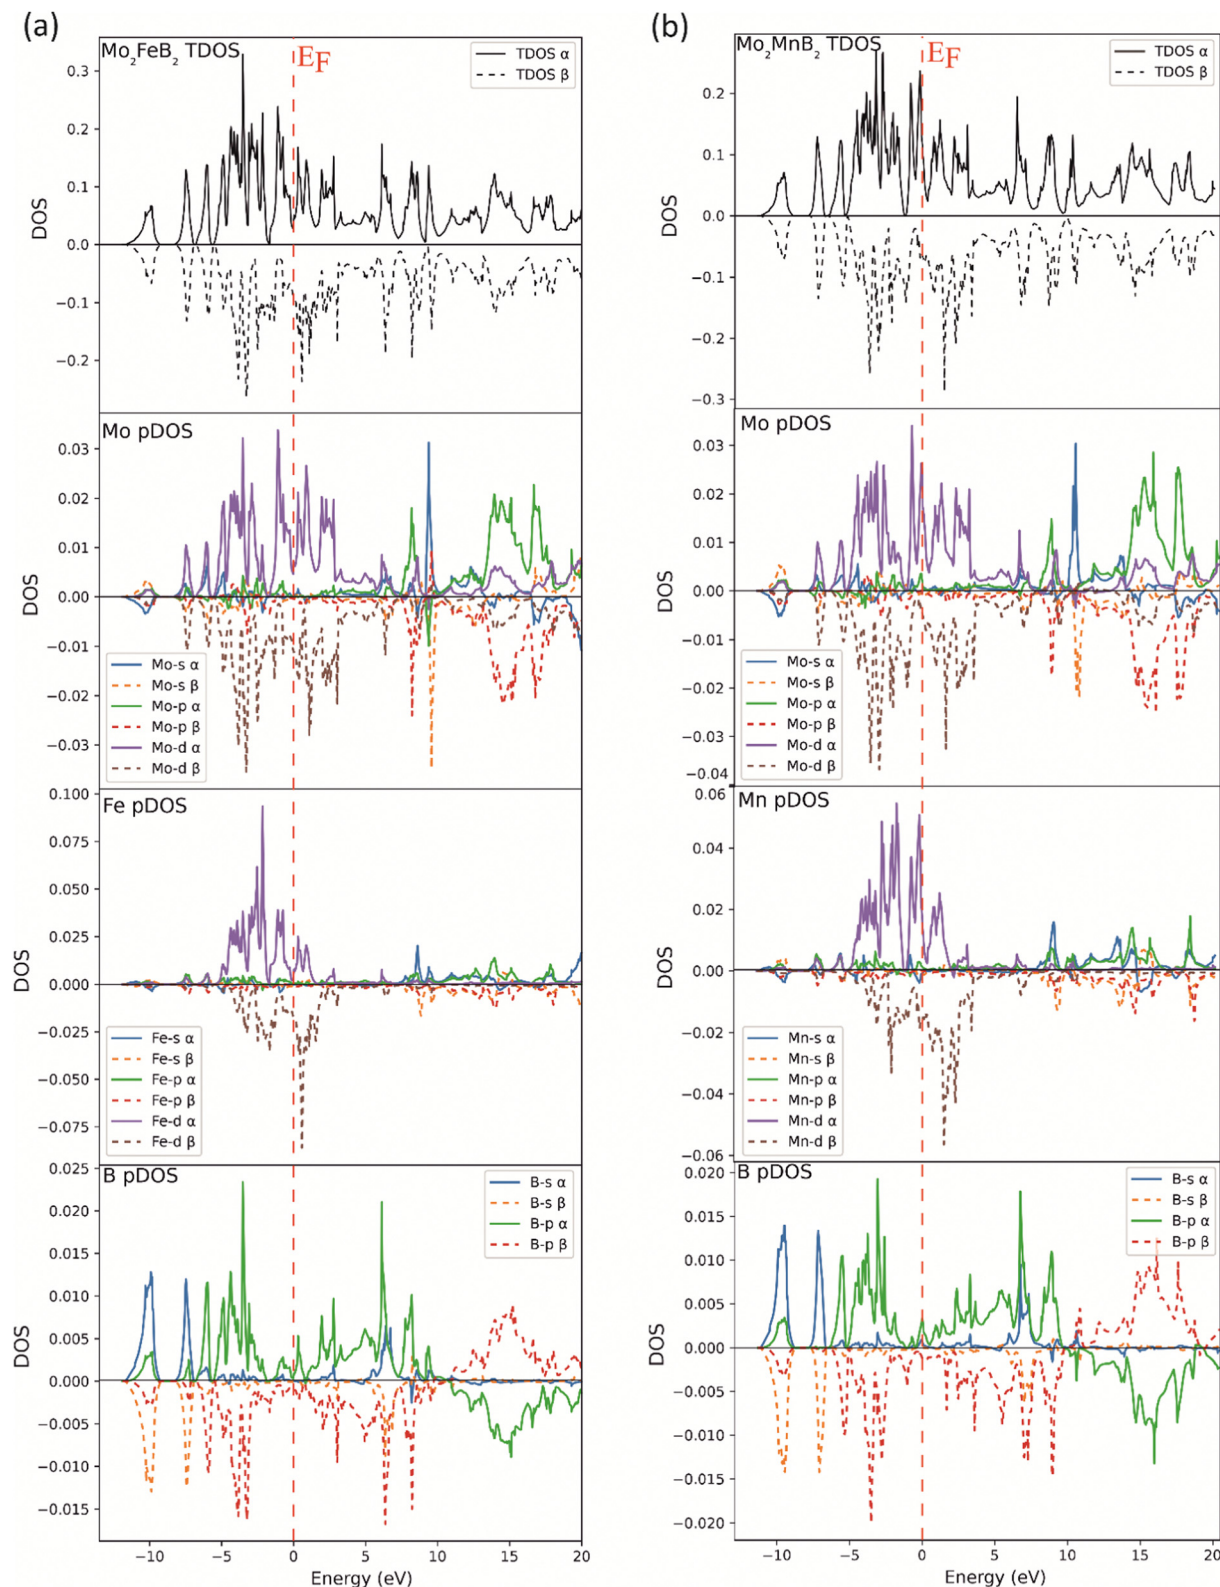 (a)
Mo₂FeB₂ TDOS
E_F
TDOS α
TDOS β
DOS
0.3
0.2
0.1
0.0
−0.1
−0.2
Mo pDOS
DOS
0.03
0.02
0.01
0.00
−0.01
−0.02
−0.03
Mo-s α
Mo-s β
Mo-p α
Mo-p β
Mo-d α
Mo-d β
Fe pDOS
DOS
0.100
0.075
0.050
0.025
0.000
−0.025
−0.050
−0.075
Fe-s α
Fe-s β
Fe-p α
Fe-p β
Fe-d α
Fe-d β
B pDOS
DOS
0.025
0.020
0.015
0.010
0.005
0.000
−0.005
−0.010
−0.015
B-s α
B-s β
B-p α
B-p β
−10 −5 0 5 10 15 20
Energy (eV)
(b)
Mo₂MnB₂ TDOS
E_F
TDOS α
TDOS β
DOS
0.2
0.1
0.0
−0.1
−0.2
−0.3
Mo pDOS
DOS
0.03
0.02
0.01
0.00
−0.01
−0.02
−0.03
−0.04
Mo-s α
Mo-s β
Mo-p α
Mo-p β
Mo-d α
Mo-d β
Mn pDOS
DOS
0.06
0.04
0.02
0.00
−0.02
−0.04
−0.06
Mn-s α
Mn-s β
Mn-p α
Mn-p β
Mn-d α
Mn-d β
B pDOS
DOS
0.020
0.015
0.010
0.005
0.000
−0.005
−0.010
−0.015
−0.020
B-s α
B-s β
B-p α
B-p β
−10 −5 0 5 10 15 20
Energy (eV)